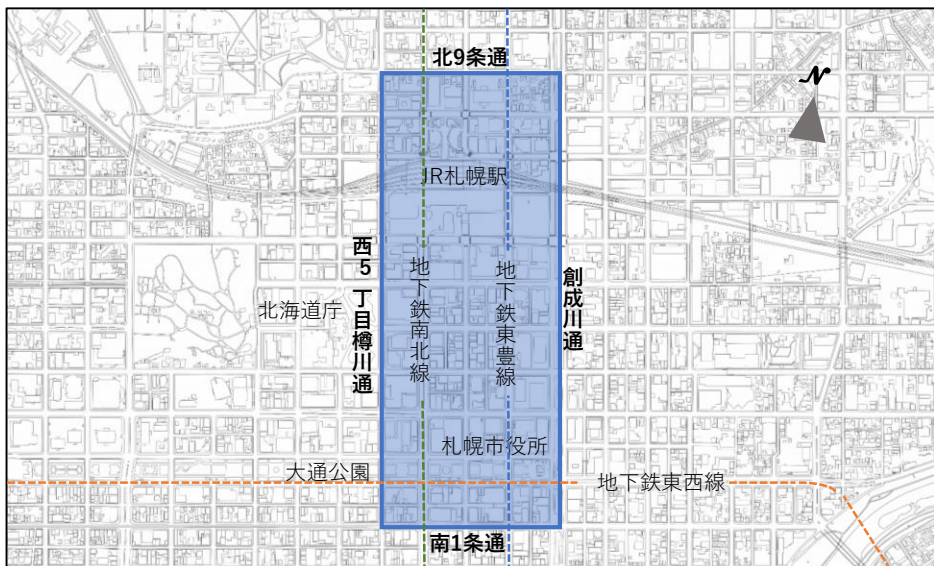 北9条通
N
JR札幌駅
西5丁目樽川通
北海道庁
地下鉄南北線
地下鉄東豊線
創成川通
札幌市役所
大通公園
地下鉄東西線
南1条通